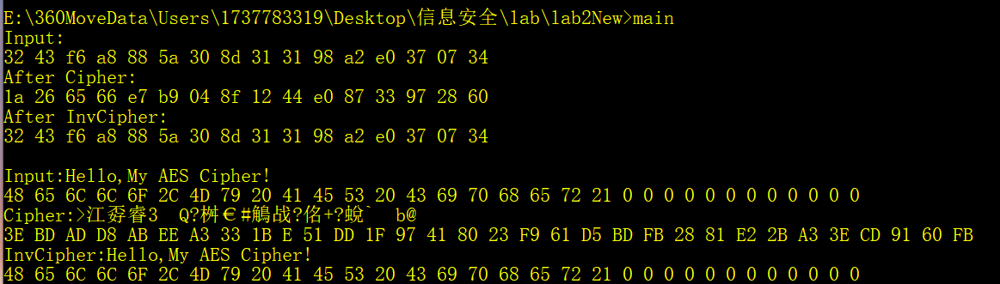 E:\360MoveData\Users\1737783319\Desktop\信息安全\lab\lab2New>main
Input:
32 43 f6 a8 88 5a 30 8d 31 31 98 a2 e0 37 07 34
After Cipher:
1a 26 65 66 e7 b9 04 8f 12 44 e0 87 33 97 28 60
After InvCipher:
32 43 f6 a8 88 5a 30 8d 31 31 98 a2 e0 37 07 34
Input:Hello,My AES Cipher!
48 65 6C 6C 6F 2C 4D 79 20 41 45 53 20 43 69 70 68 65 72 21 0 0 0 0 0 0 0 0 0 0 0 0
Cipher:>江孬睿3  Q?桝€#鵤战?佲+?蛻`  b@
3E BD AD D8 AB EE A3 33 1B E 51 DD 1F 97 41 80 23 F9 61 D5 BD FB 28 81 E2 2B A3 3E CD 91 60 FB
InvCipher:Hello,My AES Cipher!
48 65 6C 6C 6F 2C 4D 79 20 41 45 53 20 43 69 70 68 65 72 21 0 0 0 0 0 0 0 0 0 0 0 0